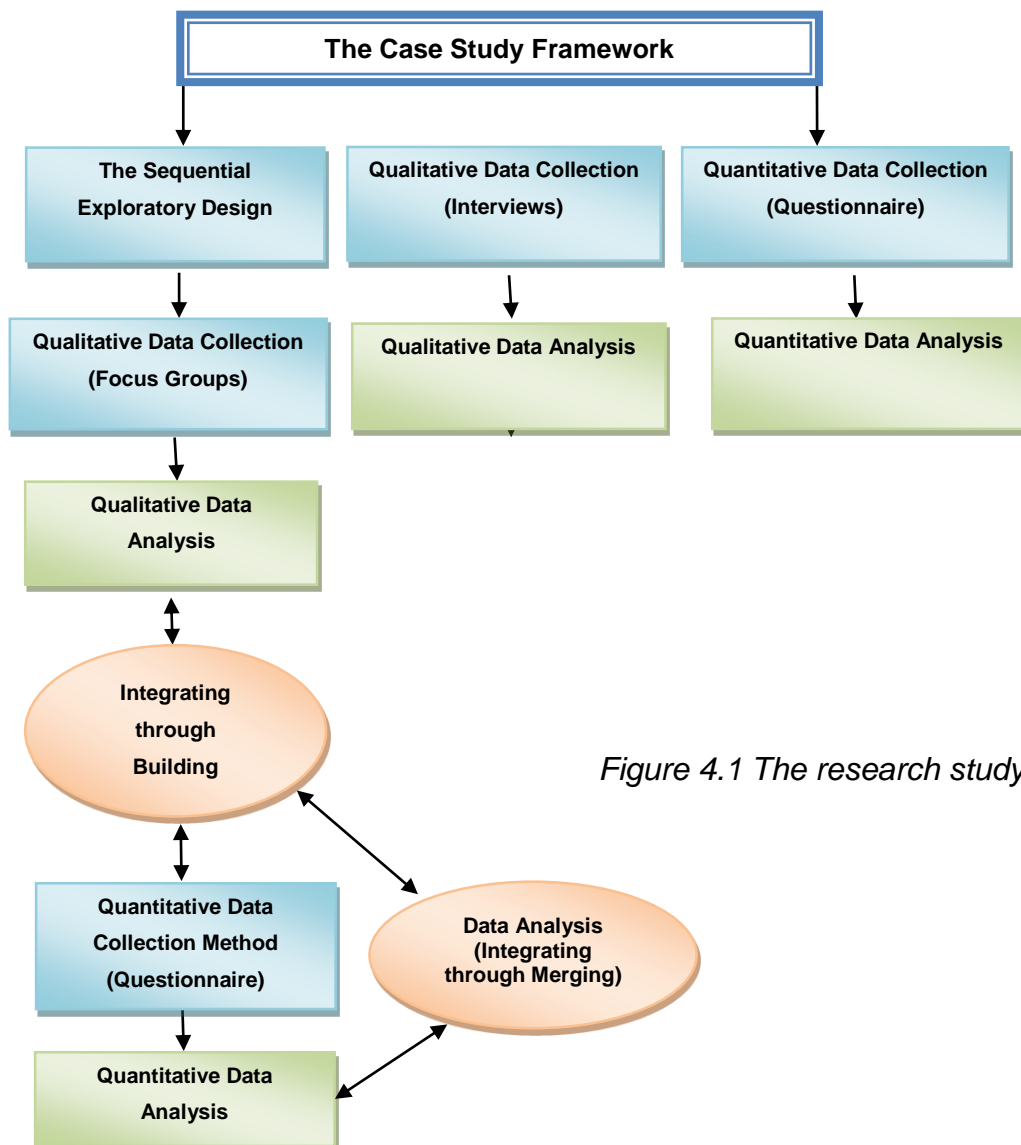 The Case Study Framework
The Sequential
Exploratory Design
Qualitative Data Collection
(Interviews)
Quantitative Data Collection
(Questionnaire)
Qualitative Data Collection
(Focus Groups)
Qualitative Data Analysis
Quantitative Data Analysis
Qualitative Data
Analysis
Integrating
through
Building
Figure 4.1 The research study
Quantitative Data
Collection Method
(Questionnaire)
Data Analysis
(Integrating
through Merging)
Quantitative Data
Analysis